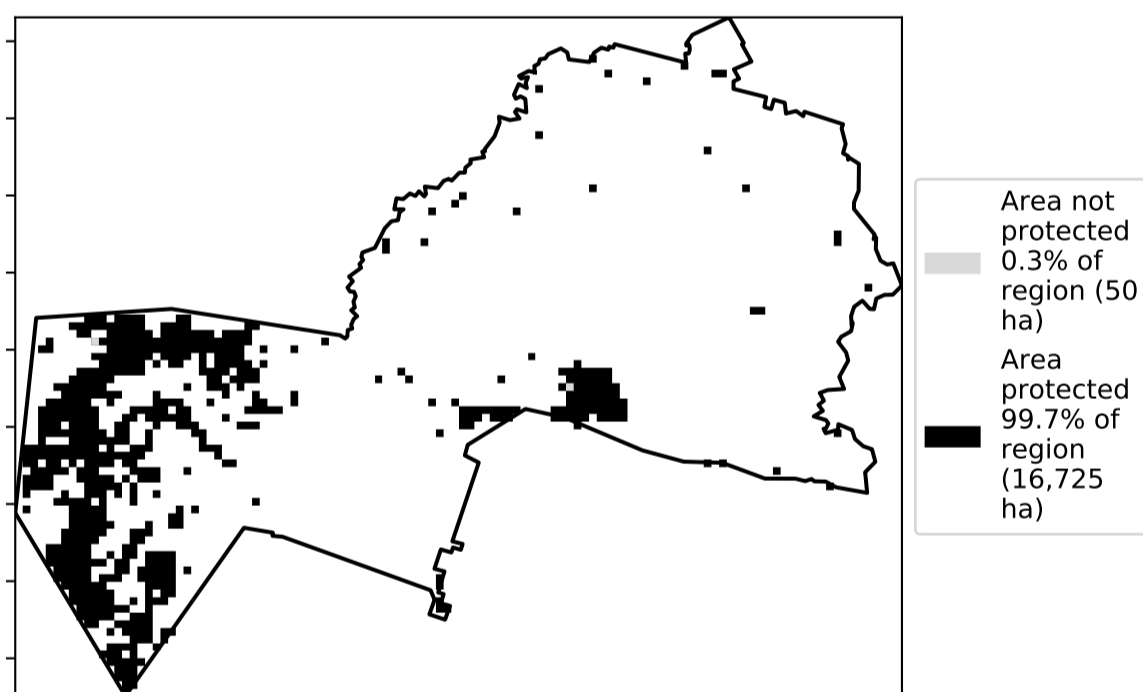 Area not
protected
0.3% of
region (50
ha)
Area
protected
99.7% of
region
(16,725
ha)